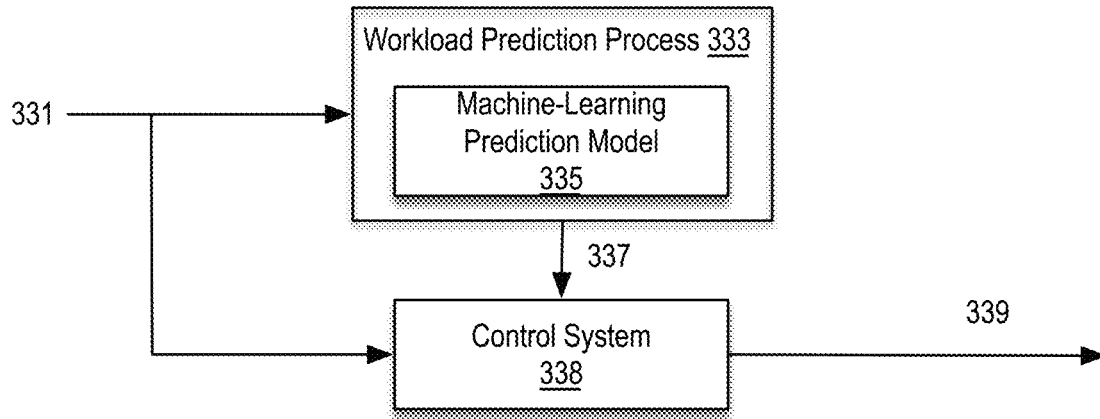 Workload Prediction Process 333
331
Machine-Learning
Prediction Model
335
337
Control System
338
339